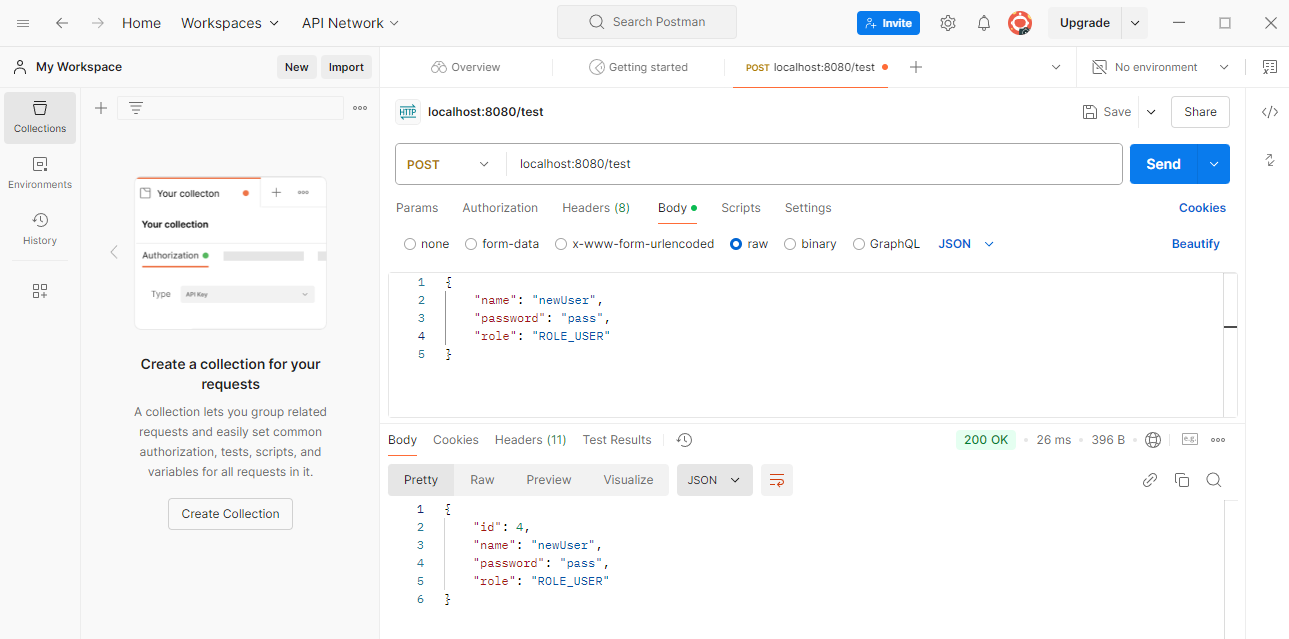 Home Workspaces API Network Search Postman Invite Upgrade
My Workspace New Import Overview Getting started POST localhost:8080/test No environment
Collections
Environments
History
Your collecton
Your collection
Authorization
Type API Key
Create a collection for your
requests
A collection lets you group related
requests and easily set common
authorization, tests, scripts, and
variables for all requests in it.
Create Collection
HTTP localhost:8080/test Save Share
POST localhost:8080/test Send
Params Authorization Headers (8) Body Scripts Settings Cookies
none form-data x-www-form-urlencoded raw binary GraphQL JSON Beautify
1 {
2 "name": "newUser",
3 "password": "pass",
4 "role": "ROLE_USER"
5 }
Body Cookies Headers (11) Test Results 200 OK 26 ms 396 B e.g.
Pretty Raw Preview Visualize JSON
1 {
2 "id": 4,
3 "name": "newUser",
4 "password": "pass",
5 "role": "ROLE_USER"
6 }